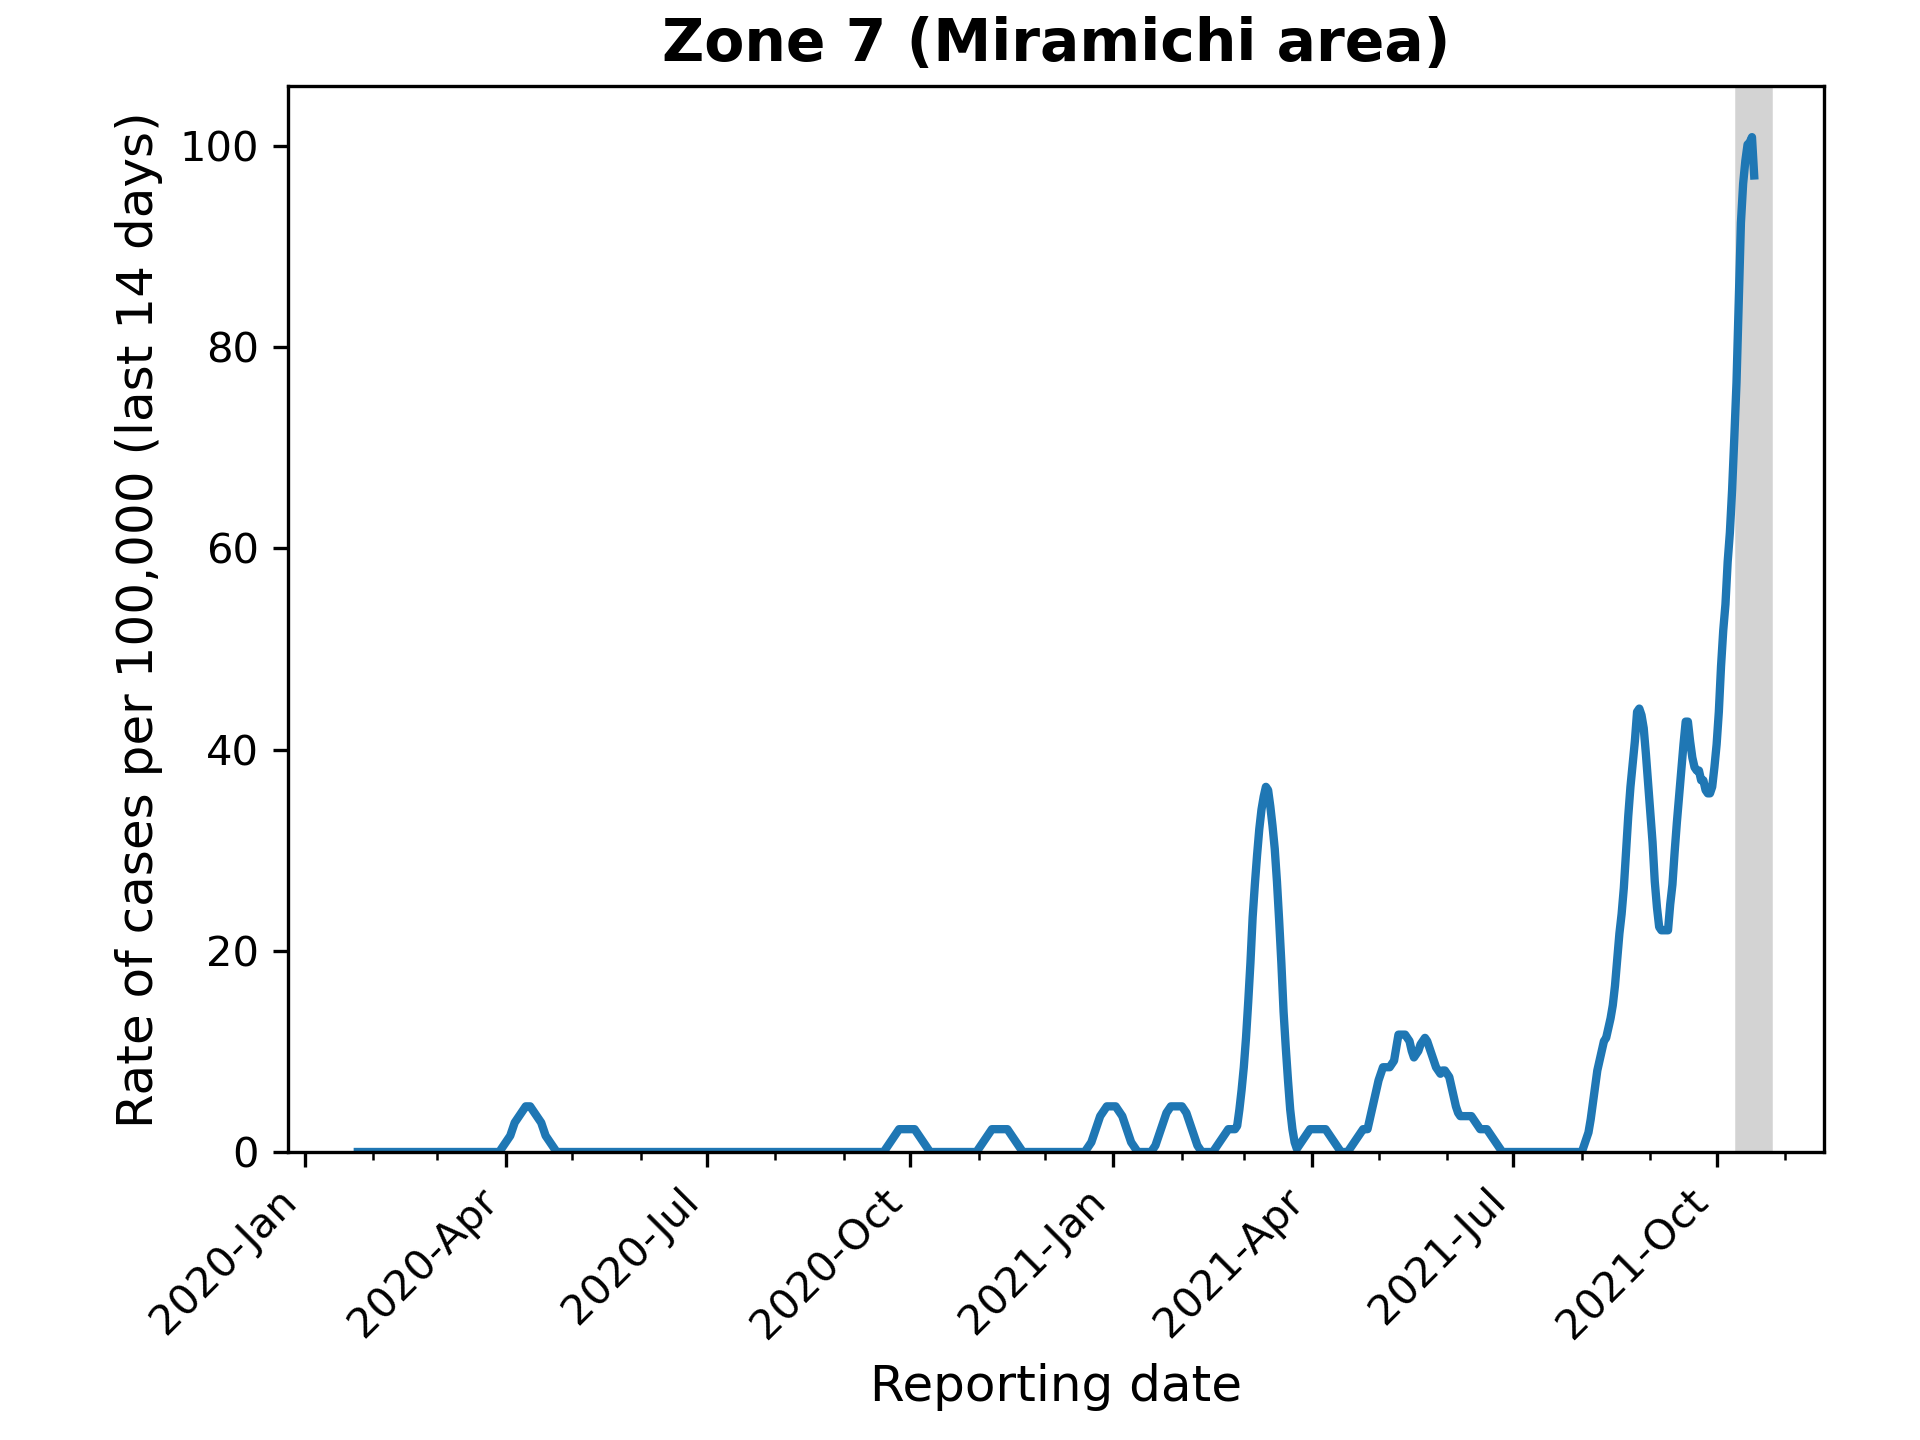 Zone 7 (Miramichi area)
Rate of cases per 100,000 (last 14 days)
100
80
60
40
20
0
2020-Jan
2020-Apr
2020-Jul
2020-Oct
2021-Jan
2021-Apr
2021-Jul
2021-Oct
Reporting date